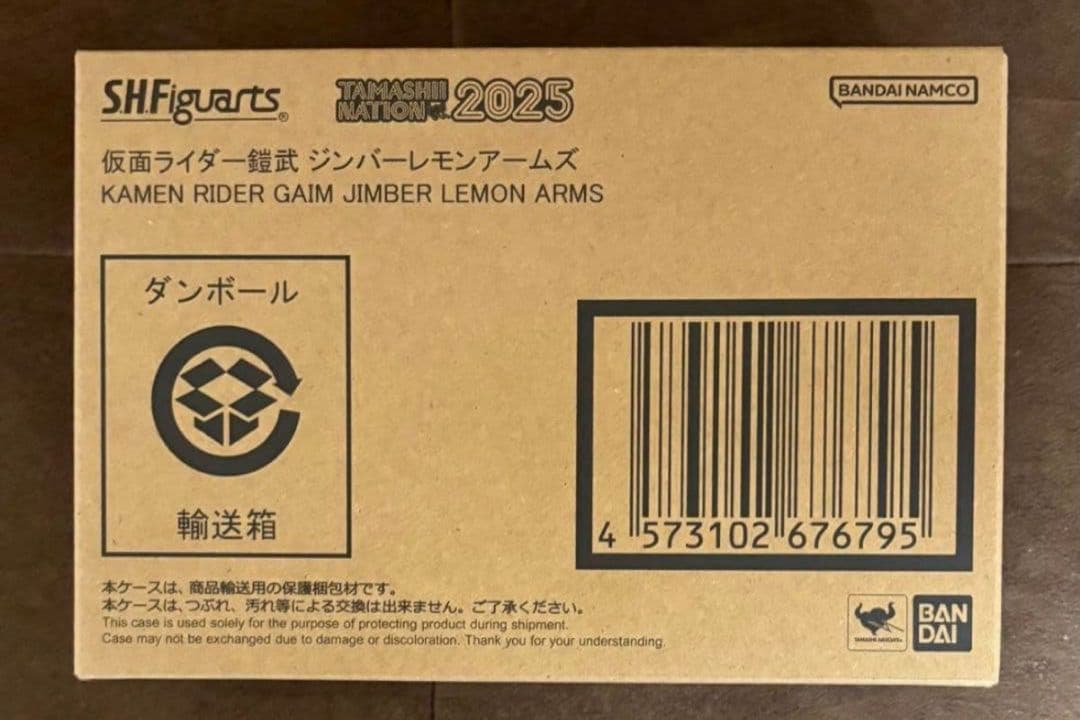 S.H.Figuarts®
TAMASHII NATION 2025
BANDAI NAMCO
仮面ライダー鎧武 ジンバーレモンアームズ
KAMEN RIDER GAIM JIMBER LEMON ARMS
ダンボール
輸送箱
4 573102 676795
本ケースは、商品輸送用の保護梱包材です。
本ケースは、つぶれ、汚れ等による交換は出来ません。ご了承ください。
This case is used solely for the purpose of protecting product during shipment.
Case may not be exchanged due to damage or discoloration. Thank you for your understanding.
TAMASHII NATIONS
BAN
DAI